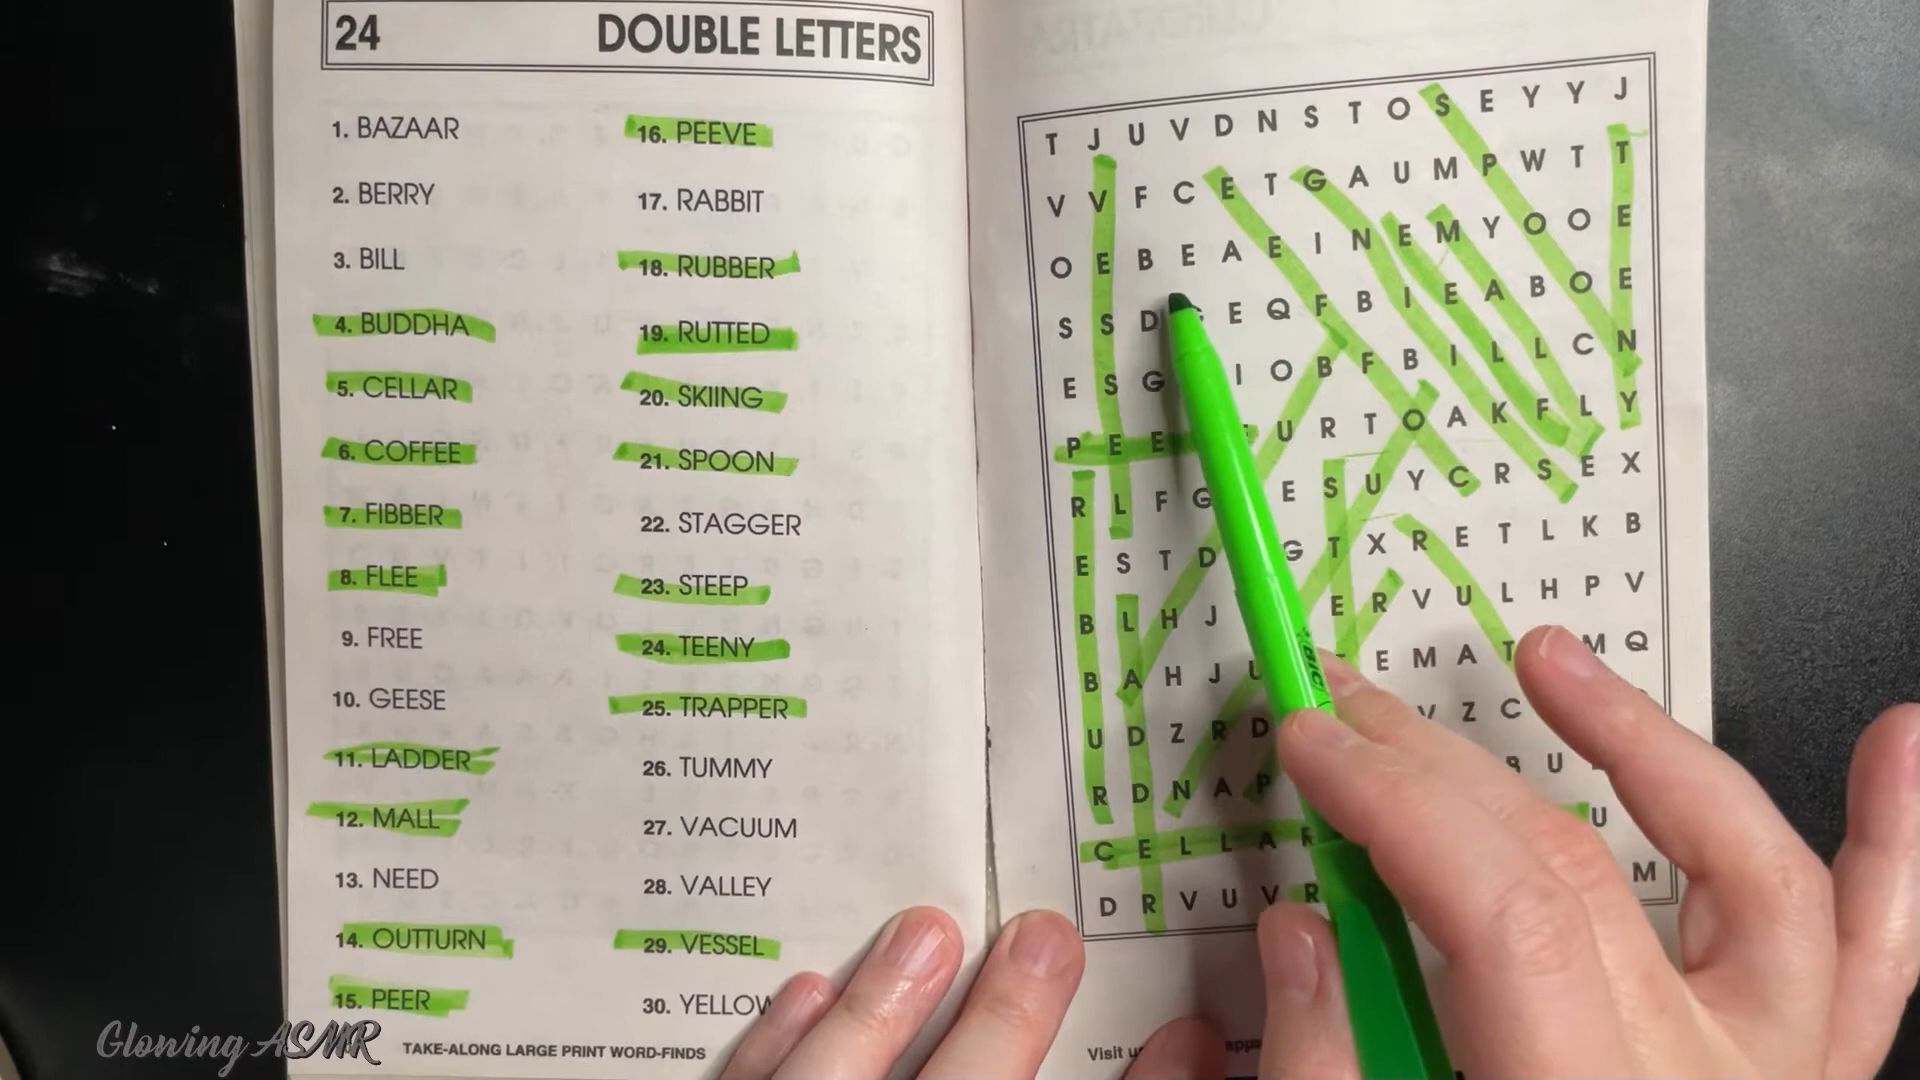 24 DOUBLE LETTERS
1. BAZAAR
2. BERRY
3. BILL
4. BUDDHA
5. CELLAR
6. COFFEE
7. FIBBER
8. FLEE
9. FREE
10. GEESE
11. LADDER
12. MALL
13. NEED
14. OUTTURN
15. PEER
16. PEEVE
17. RABBIT
18. RUBBER
19. RUTTED
20. SKIING
21. SPOON
22. STAGGER
23. STEEP
24. TEENY
25. TRAPPER
26. TUMMY
27. VACUUM
28. VALLEY
29. VESSEL
30. YELLOW
TAKE-ALONG LARGE PRINT WORD-FINDS
T J U V D N S T O S E Y Y J
V V F C E T G A U M P W T T
O E B E A E I N E M Y O O E
S S D E Q F B I E A B O E
E S G I O B F B I L L C N
P E E U R T O A K F L Y
R L F G E S U Y C R S E X
E S T D G T X R E T L K B
B L H J E R V U L H P V
B A H J U E M A T M Q
U D Z R D V Z C
R D N A P U
C E L L A R U
D R V U V R M
Visit
Glowing ASMR